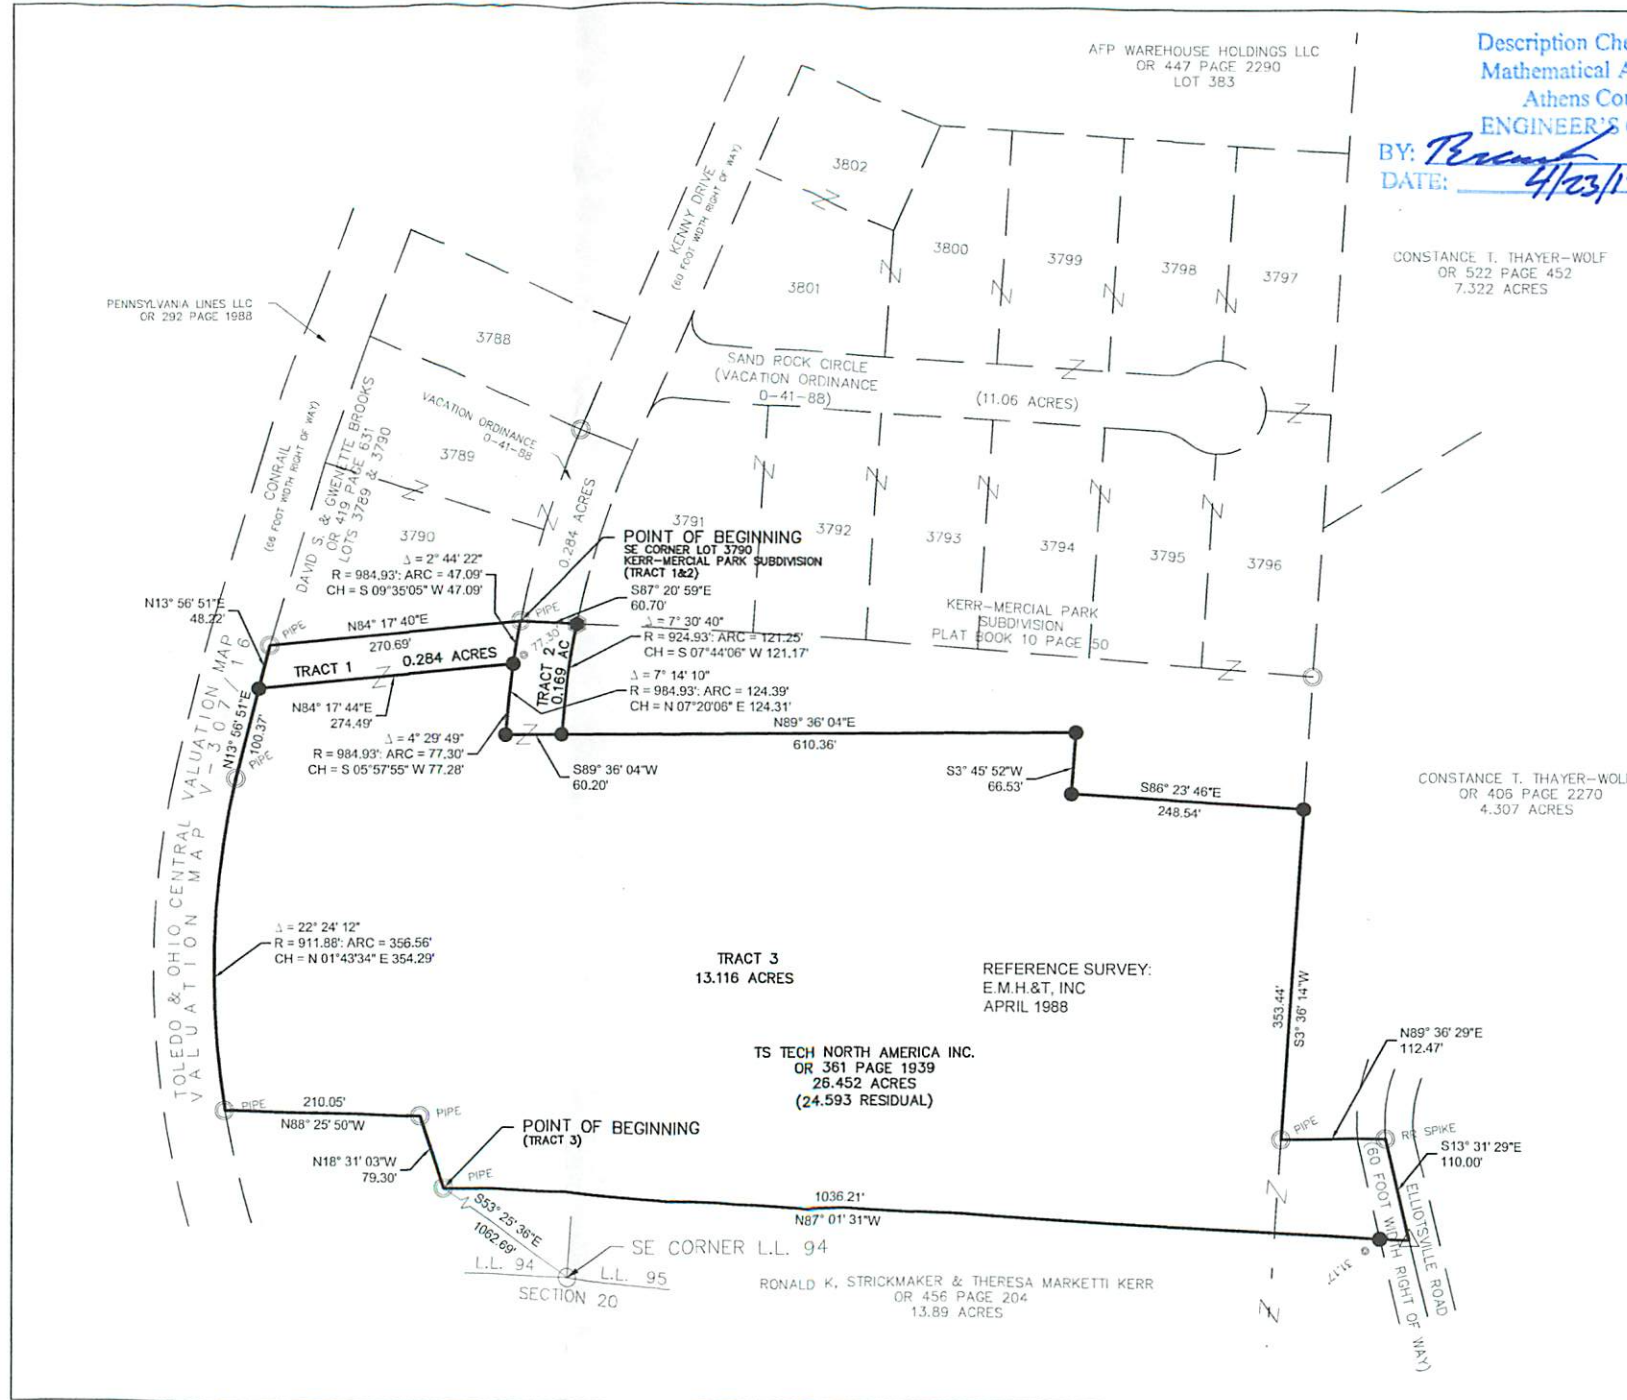 AFP WAREHOUSE HOLDINGS LLC
OR 447 PAGE 2290
LOT 383
Description Che
Mathematical A
Athens Cou
ENGINEER'S
BY:
DATE: 4/23/1
CONSTANCE T. THAYER-WOLF
OR 522 PAGE 452
7.322 ACRES
KENNY DRIVE
(60 FOOT WIDTH RIGHT OF WAY)
3802
3801
3800
3799
3798
3797
PENNSYLVANIA LINES LLC
OR 292 PAGE 1988
3788
SAND ROCK CIRCLE
(VACATION ORDINANCE
0-41-88)
(11.06 ACRES)
VACATION ORDINANCE
0-41-88
3789
CONRAIL
(66 FOOT WIDTH RIGHT OF WAY)
DAVID S. & GWENETTE BROOKS
OR 419 PAGE 631
LOTS 3789 & 3790
0.284 ACRES
3790
3791
3792
3793
3794
3795
3796
POINT OF BEGINNING
SE CORNER LOT 3790
KERR-MERCIAL PARK SUBDIVISION
(TRACT 1&2)
Δ = 2° 44' 22"
R = 984.93': ARC = 47.09'
CH = S 09°35'05" W 47.09'
S87° 20' 59"E
60.70'
KERR-MERCIAL PARK
SUBDIVISION
PLAT BOOK 10 PAGE 50
N13° 56' 51"E
48.22'
PIPE
N84° 17' 40"E
270.69'
PIPE
77.30'
Δ = 7° 30' 40"
R = 924.93': ARC = 121.25'
CH = S 07°44'06" W 121.17'
TRACT 1
0.284 ACRES
TRACT 2
0.169 AC
Δ = 7° 14' 10"
R = 984.93': ARC = 124.39'
CH = N 07°20'06" E 124.31'
N84° 17' 44"E
274.49'
N13° 56' 51"E
100.37'
PIPE
Δ = 4° 29' 49"
R = 984.93': ARC = 77.30'
CH = S 05°57'55" W 77.28'
S89° 36' 04"W
60.20'
N89° 36' 04"E
610.36'
S3° 45' 52"W
66.53'
S86° 23' 46"E
248.54'
CONSTANCE T. THAYER-WOL
OR 406 PAGE 2270
4.307 ACRES
TOLEDO & OHIO CENTRAL VALUATION MAP
VALUATION MAP V-307/16
Δ = 22° 24' 12"
R = 911.88': ARC = 356.56'
CH = N 01°43'34" E 354.29'
TRACT 3
13.116 ACRES
REFERENCE SURVEY:
E.M.H.&T, INC
APRIL 1988
353.44'
S3° 36' 14"W
TS TECH NORTH AMERICA INC.
OR 361 PAGE 1939
26.452 ACRES
(24.593 RESIDUAL)
N89° 36' 29"E
112.47'
PIPE
210.05'
N88° 25' 50"W
PIPE
POINT OF BEGINNING
(TRACT 3)
PIPE
RR SPIKE
S13° 31' 29"E
110.00'
N18° 31' 03"W
79.30'
PIPE
1036.21'
N87° 01' 31"W
S53° 25' 36"E
1062.69'
(60 FOOT WIDTH RIGHT OF WAY)
ELLIOTSVILLE ROAD
31.17'
SE CORNER L.L. 94
L.L. 94
L.L. 95
SECTION 20
RONALD K. STRICKMAKER & THERESA MARKETTI KERR
OR 456 PAGE 204
13.89 ACRES